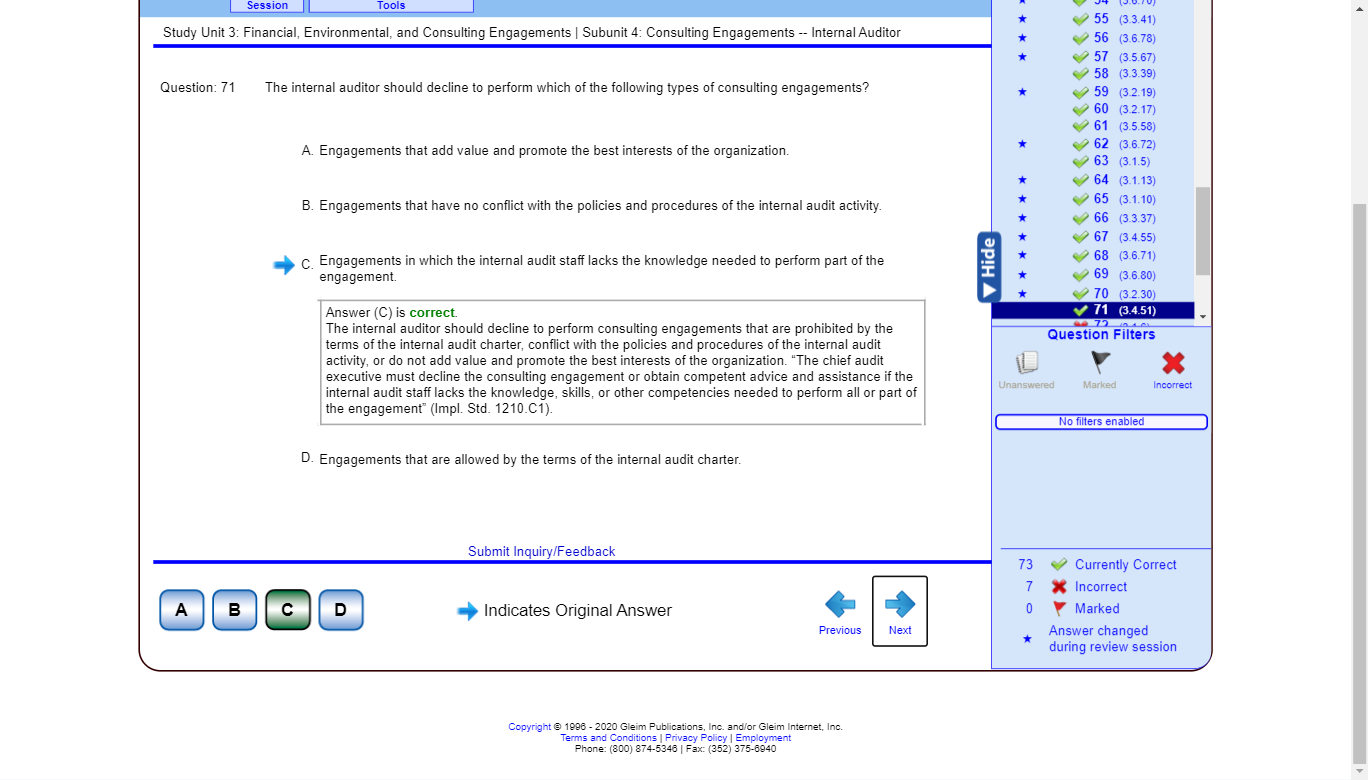 Session Tools
Study Unit 3: Financial, Environmental, and Consulting Engagements | Subunit 4: Consulting Engagements -- Internal Auditor
Question: 71 The internal auditor should decline to perform which of the following types of consulting engagements?
A. Engagements that add value and promote the best interests of the organization.
B. Engagements that have no conflict with the policies and procedures of the internal audit activity.
C. Engagements in which the internal audit staff lacks the knowledge needed to perform part of the
engagement.
Answer (C) is correct.
The internal auditor should decline to perform consulting engagements that are prohibited by the
terms of the internal audit charter, conflict with the policies and procedures of the internal audit
activity, or do not add value and promote the best interests of the organization. “The chief audit
executive must decline the consulting engagement or obtain competent advice and assistance if the
internal audit staff lacks the knowledge, skills, or other competencies needed to perform all or part of
the engagement” (Impl. Std. 1210.C1).
D. Engagements that are allowed by the terms of the internal audit charter.
Submit Inquiry/Feedback
A B C D
Indicates Original Answer
Previous Next
54 (3.6.70)
55 (3.3.41)
56 (3.6.78)
57 (3.5.67)
58 (3.3.39)
59 (3.2.19)
60 (3.2.17)
61 (3.5.58)
62 (3.6.72)
63 (3.1.5)
64 (3.1.13)
65 (3.1.10)
66 (3.3.37)
67 (3.4.55)
68 (3.6.71)
69 (3.6.80)
70 (3.2.30)
71 (3.4.51)
72
Hide
Question Filters
Unanswered Marked Incorrect
No filters enabled
73 Currently Correct
7 Incorrect
0 Marked
Answer changed
during review session
Copyright © 1996 - 2020 Gleim Publications, Inc. and/or Gleim Internet, Inc.
Terms and Conditions | Privacy Policy | Employment
Phone: (800) 874-5346 | Fax: (352) 375-6940